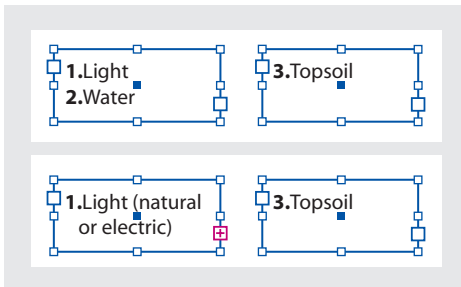 1.Light
2.Water
3.Topsoil
1.Light (natural
or electric)
3.Topsoil